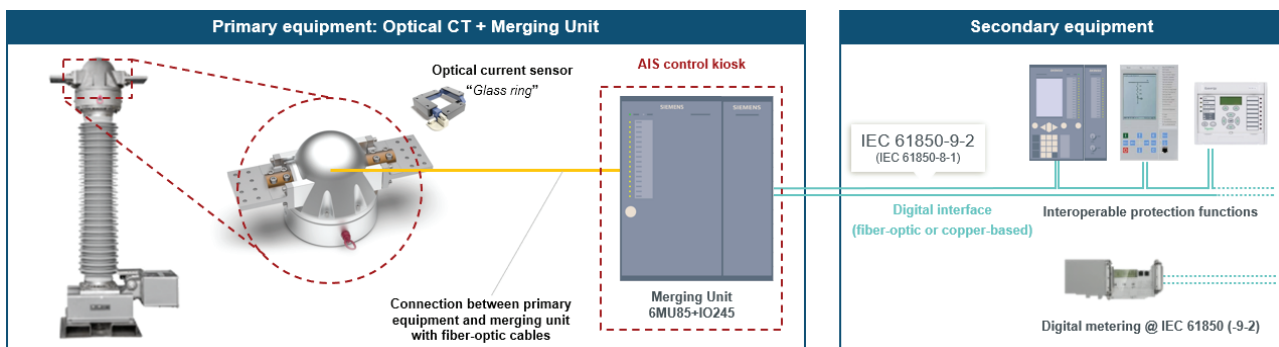 Primary equipment: Optical CT + Merging Unit
Optical current sensor
“Glass ring”
AIS control kiosk
SIEMENS
SIEMENS
Merging Unit
6MU85+IO245
Connection between primary
equipment and merging unit
with fiber-optic cables
Secondary equipment
IEC 61850-9-2
(IEC 61850-8-1)
Digital interface
(fiber-optic or copper-based)
Interoperable protection functions
Digital metering @ IEC 61850 (-9-2)